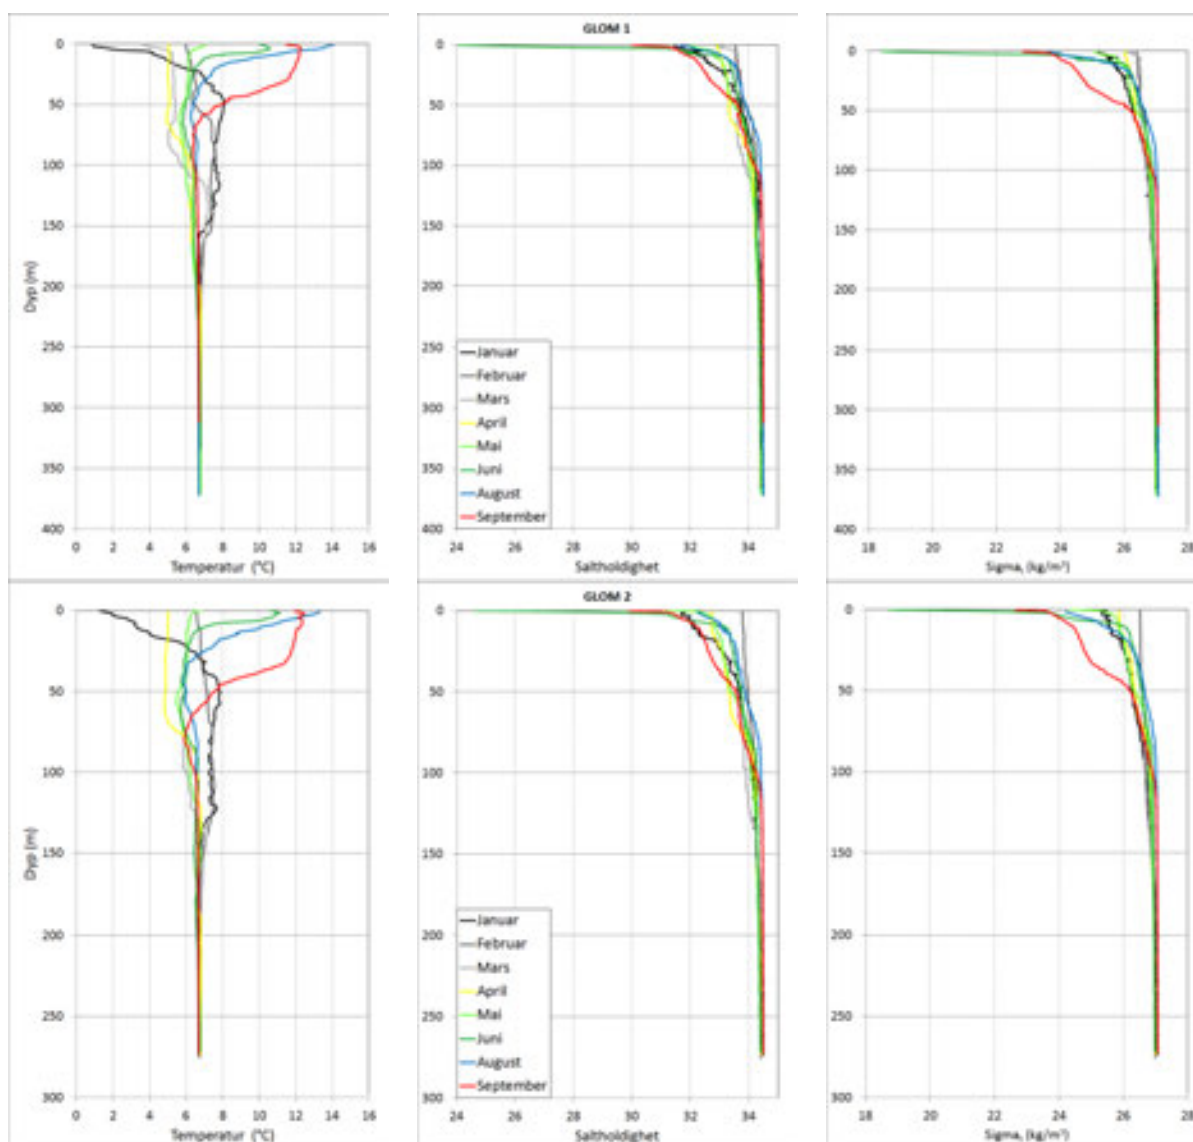 GLOM 1
0
50
100
150
200
250
300
350
400
Dyp (m)
0 2 4 6 8 10 12 14 16
Temperatur (°C)
0
50
100
150
200
250
300
350
400
Januar
Februar
Mars
April
Mai
Juni
August
September
24 26 28 30 32 34
Saltholdighet
0
50
100
150
200
250
300
350
400
18 20 22 24 26 28
Sigmaₜ (kg/m³)
GLOM 2
0
50
100
150
200
250
300
Dyp (m)
0 2 4 6 8 10 12 14 16
Temperatur (°C)
0
50
100
150
200
250
300
Januar
Februar
Mars
April
Mai
Juni
August
September
24 26 28 30 32 34
Saltholdighet
0
50
100
150
200
250
300
18 20 22 24 26 28
Sigmaₜ (kg/m³)